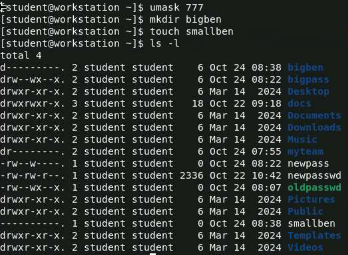 [student@workstation ~]$ umask 777
[student@workstation ~]$ mkdir bigben
[student@workstation ~]$ touch smallben
[student@workstation ~]$ ls -l
total 4
d---------. 2 student student    6 Oct 24 08:38 bigben
drw--wx--x. 2 student student    6 Oct 24 08:22 bigpass
drwxr-xr-x. 2 student student    6 Mar 14  2024 Desktop
drwxrwxrwx. 3 student student   18 Oct 22 09:18 docs
drwxr-xr-x. 2 student student    6 Mar 14  2024 Documents
drwxr-xr-x. 2 student student    6 Mar 14  2024 Downloads
drwxr-xr-x. 2 student student    6 Mar 14  2024 Music
dr--------. 2 student student    6 Oct 24 07:55 myteam
-rw--w----. 1 student student    0 Oct 24 08:22 newpass
-rw-rw-r--. 1 student student 2336 Oct 22 10:42 newpasswd
-rw--wx--x. 1 student student    0 Oct 24 08:07 oldpasswd
drwxr-xr-x. 2 student student    6 Mar 14  2024 Pictures
drwxr-xr-x. 2 student student    6 Mar 14  2024 Public
----------. 1 student student    0 Oct 24 08:38 smallben
drwxr-xr-x. 2 student student    6 Mar 14  2024 Templates
drwxr-xr-x. 2 student student    6 Mar 14  2024 Videos